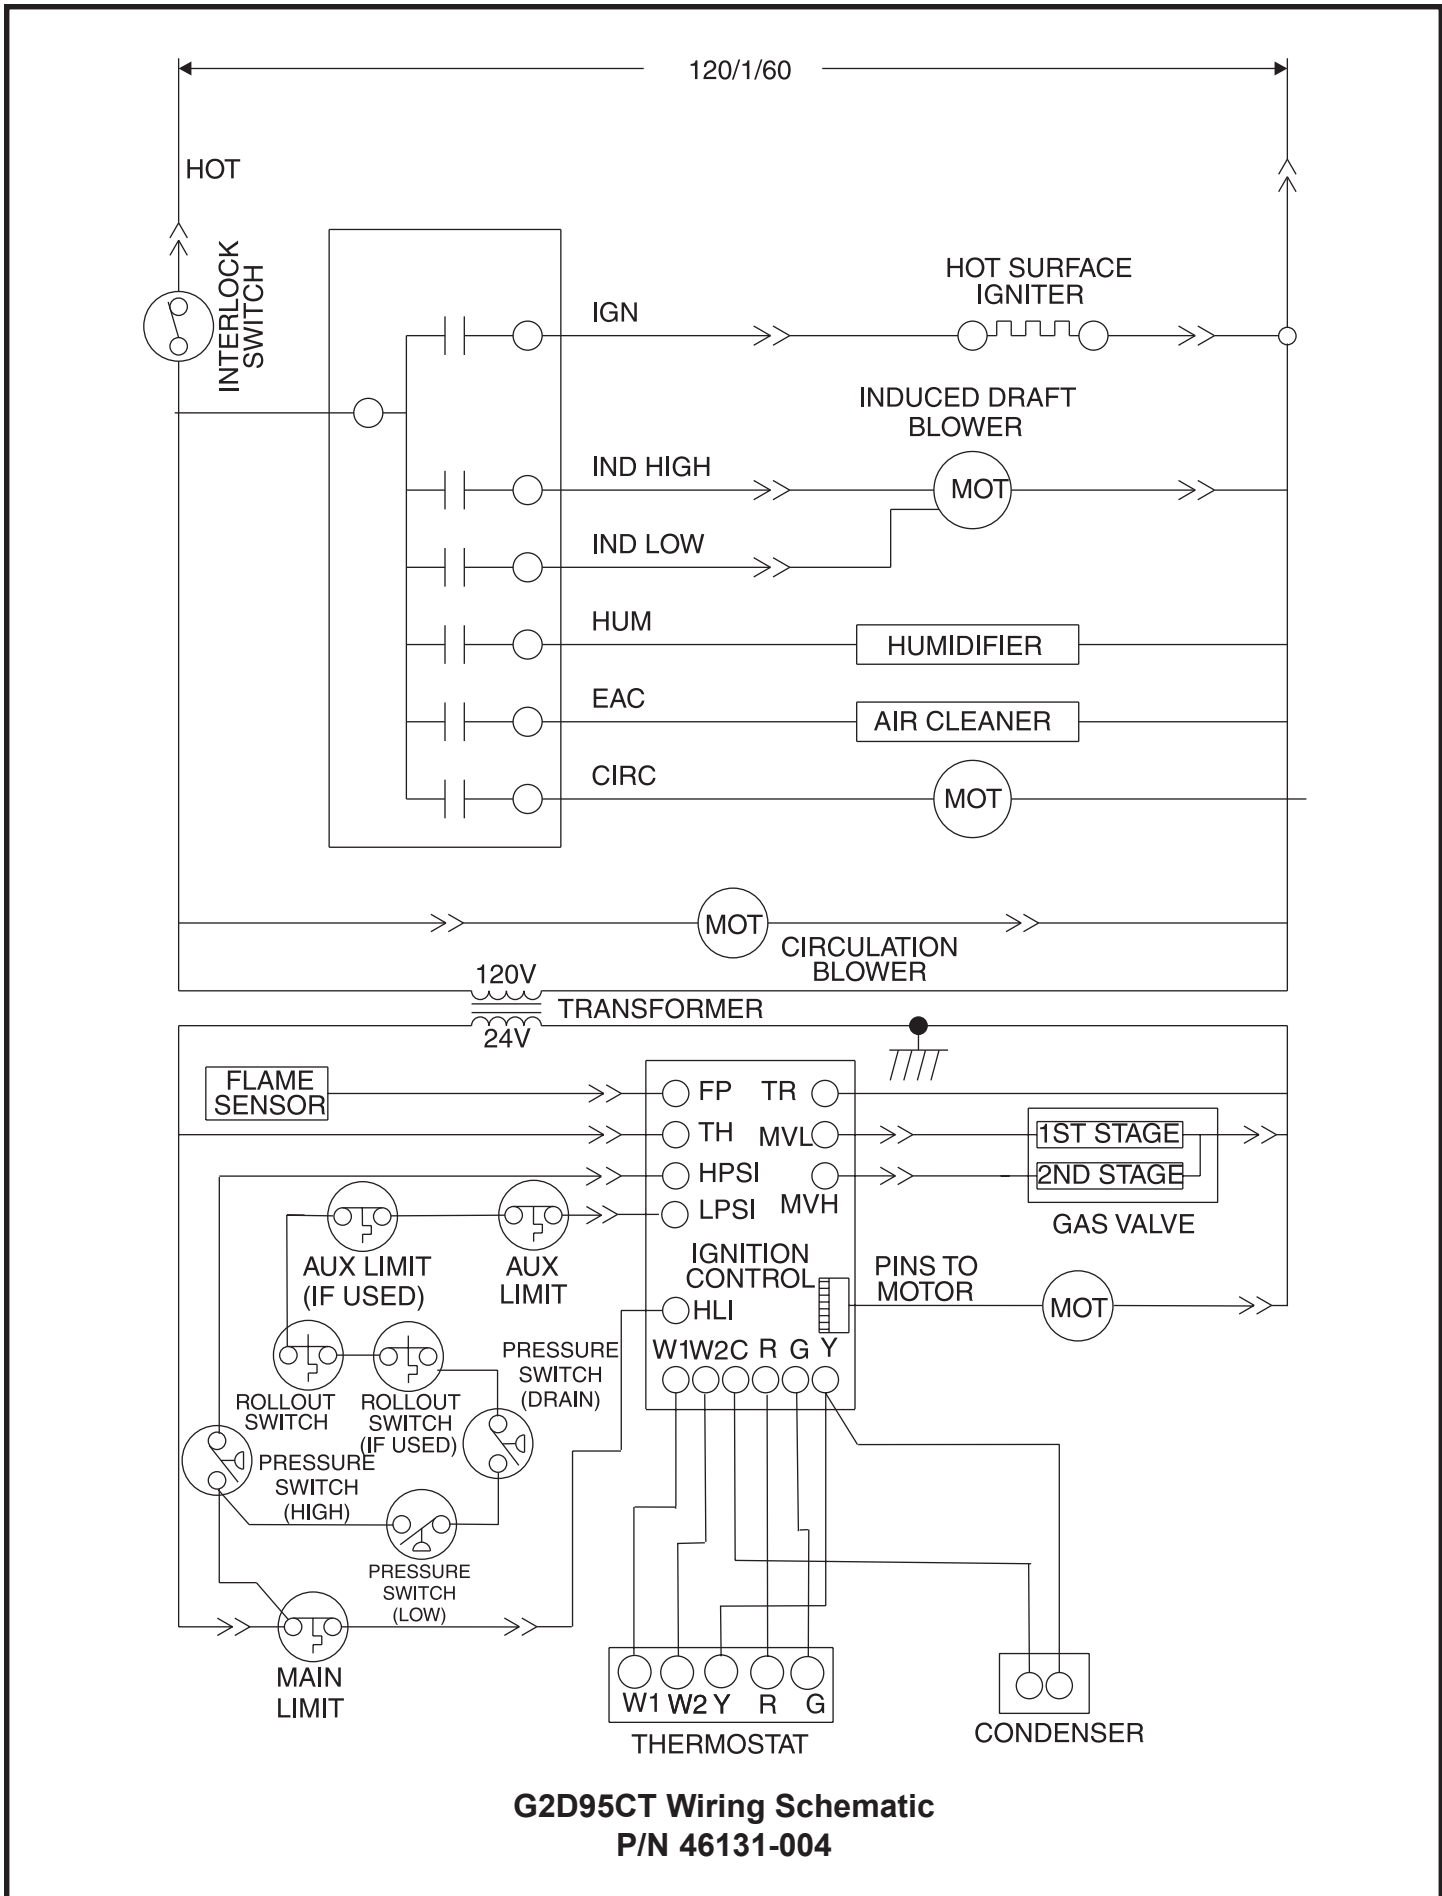 120/1/60
HOT
INTERLOCK
SWITCH
IGN
HOT SURFACE
IGNITER
INDUCED DRAFT
BLOWER
IND HIGH
MOT
IND LOW
HUM
HUMIDIFIER
EAC
AIR CLEANER
CIRC
MOT
MOT
CIRCULATION
BLOWER
120V
TRANSFORMER
24V
FLAME
SENSOR
FP
TR
TH
MVL
1ST STAGE
HPSI
2ND STAGE
LPSI
MVH
GAS VALVE
AUX LIMIT
(IF USED)
AUX
LIMIT
IGNITION
CONTROL
PINS TO
MOTOR
MOT
HLI
W1 W2 C R G Y
PRESSURE
SWITCH
(DRAIN)
ROLLOUT
SWITCH
ROLLOUT
SWITCH
(IF USED)
PRESSURE
SWITCH
(HIGH)
PRESSURE
SWITCH
(LOW)
MAIN
LIMIT
W1 W2 Y R G
THERMOSTAT
CONDENSER
G2D95CT Wiring Schematic
P/N 46131-004